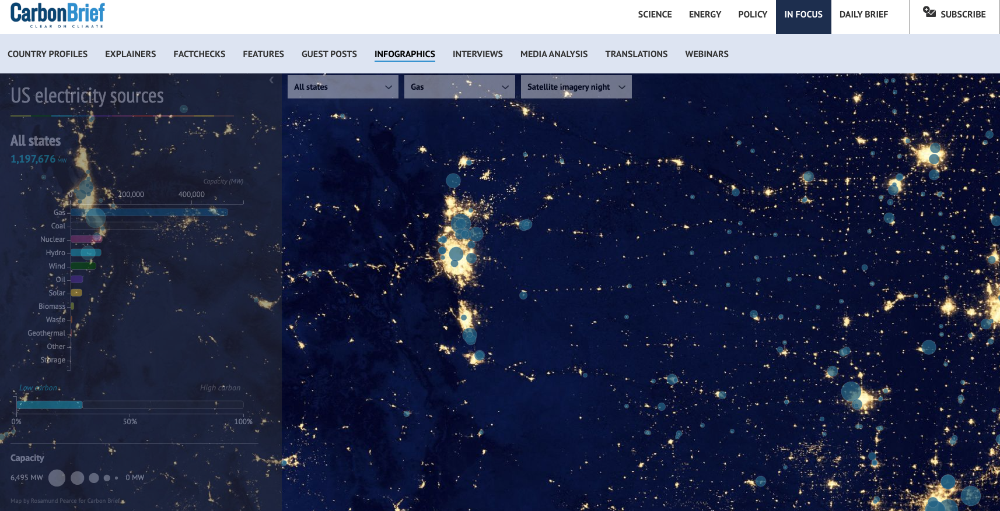 CarbonBrief
CLEAR ON CLIMATE
SCIENCE
ENERGY
POLICY
IN FOCUS
DAILY BRIEF
SUBSCRIBE
COUNTRY PROFILES
EXPLAINERS
FACTCHECKS
FEATURES
GUEST POSTS
INFOGRAPHICS
INTERVIEWS
MEDIA ANALYSIS
TRANSLATIONS
WEBINARS
All states
Gas
Satellite imagery night
US electricity sources
All states
1,197,676 MW
Capacity (MW)
0
200,000
400,000
Gas
Coal
Nuclear
Hydro
Wind
Oil
Solar
Biomass
Waste
Geothermal
Other
Storage
Low carbon
High carbon
0%
50%
100%
Capacity
6,495 MW
0 MW
Map by Rosamund Pearce for Carbon Brief.